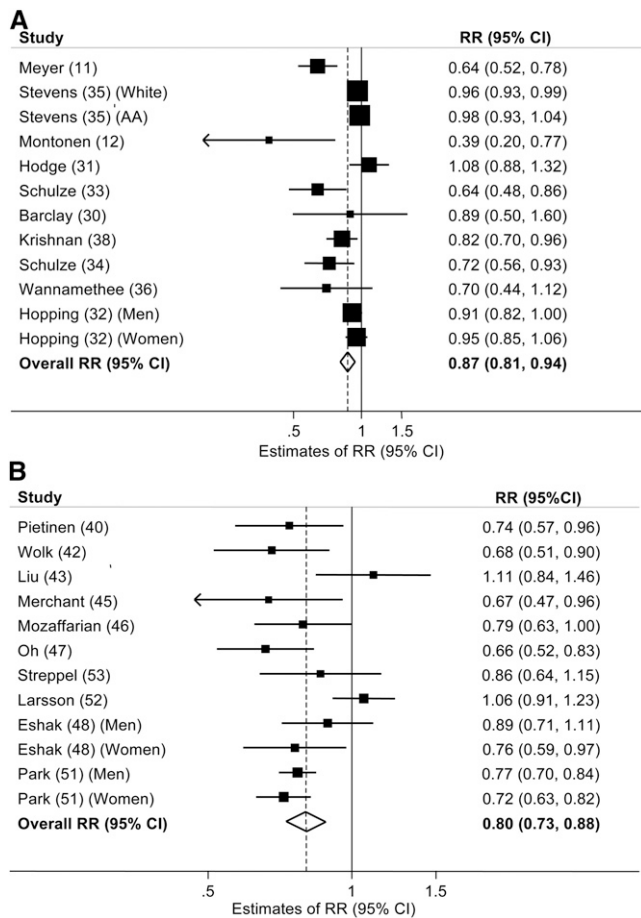 A
Study RR (95% CI)
Meyer (11) 0.64 (0.52, 0.78)
Stevens (35) (White) 0.96 (0.93, 0.99)
Stevens (35) (AA) 0.98 (0.93, 1.04)
Montonen (12) 0.39 (0.20, 0.77)
Hodge (31) 1.08 (0.88, 1.32)
Schulze (33) 0.64 (0.48, 0.86)
Barclay (30) 0.89 (0.50, 1.60)
Krishnan (38) 0.82 (0.70, 0.96)
Schulze (34) 0.72 (0.56, 0.93)
Wannamethee (36) 0.70 (0.44, 1.12)
Hopping (32) (Men) 0.91 (0.82, 1.00)
Hopping (32) (Women) 0.95 (0.85, 1.06)
Overall RR (95% CI) 0.87 (0.81, 0.94)
.5 1 1.5
Estimates of RR (95% CI)
B
Study RR (95%CI)
Pietinen (40) 0.74 (0.57, 0.96)
Wolk (42) 0.68 (0.51, 0.90)
Liu (43) 1.11 (0.84, 1.46)
Merchant (45) 0.67 (0.47, 0.96)
Mozaffarian (46) 0.79 (0.63, 1.00)
Oh (47) 0.66 (0.52, 0.83)
Streppel (53) 0.86 (0.64, 1.15)
Larsson (52) 1.06 (0.91, 1.23)
Eshak (48) (Men) 0.89 (0.71, 1.11)
Eshak (48) (Women) 0.76 (0.59, 0.97)
Park (51) (Men) 0.77 (0.70, 0.84)
Park (51) (Women) 0.72 (0.63, 0.82)
Overall RR (95% CI) 0.80 (0.73, 0.88)
.5 1 1.5
Estimates of RR (95% CI)